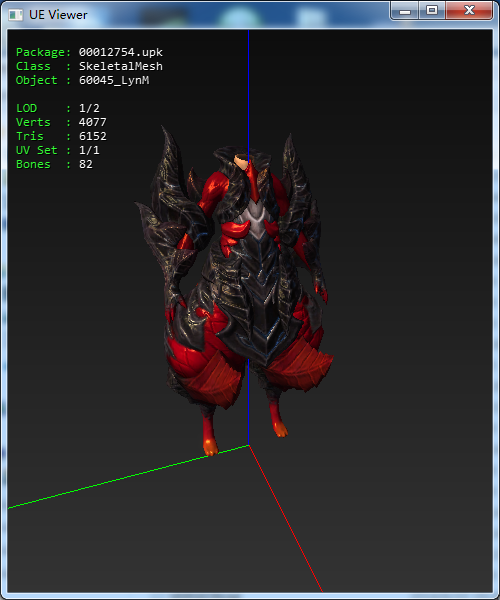 UE Viewer
Package: 00012754.upk
Class : SkeletalMesh
Object : 60045_LynM
LOD : 1/2
Verts : 4077
Tris : 6152
UV Set : 1/1
Bones : 82